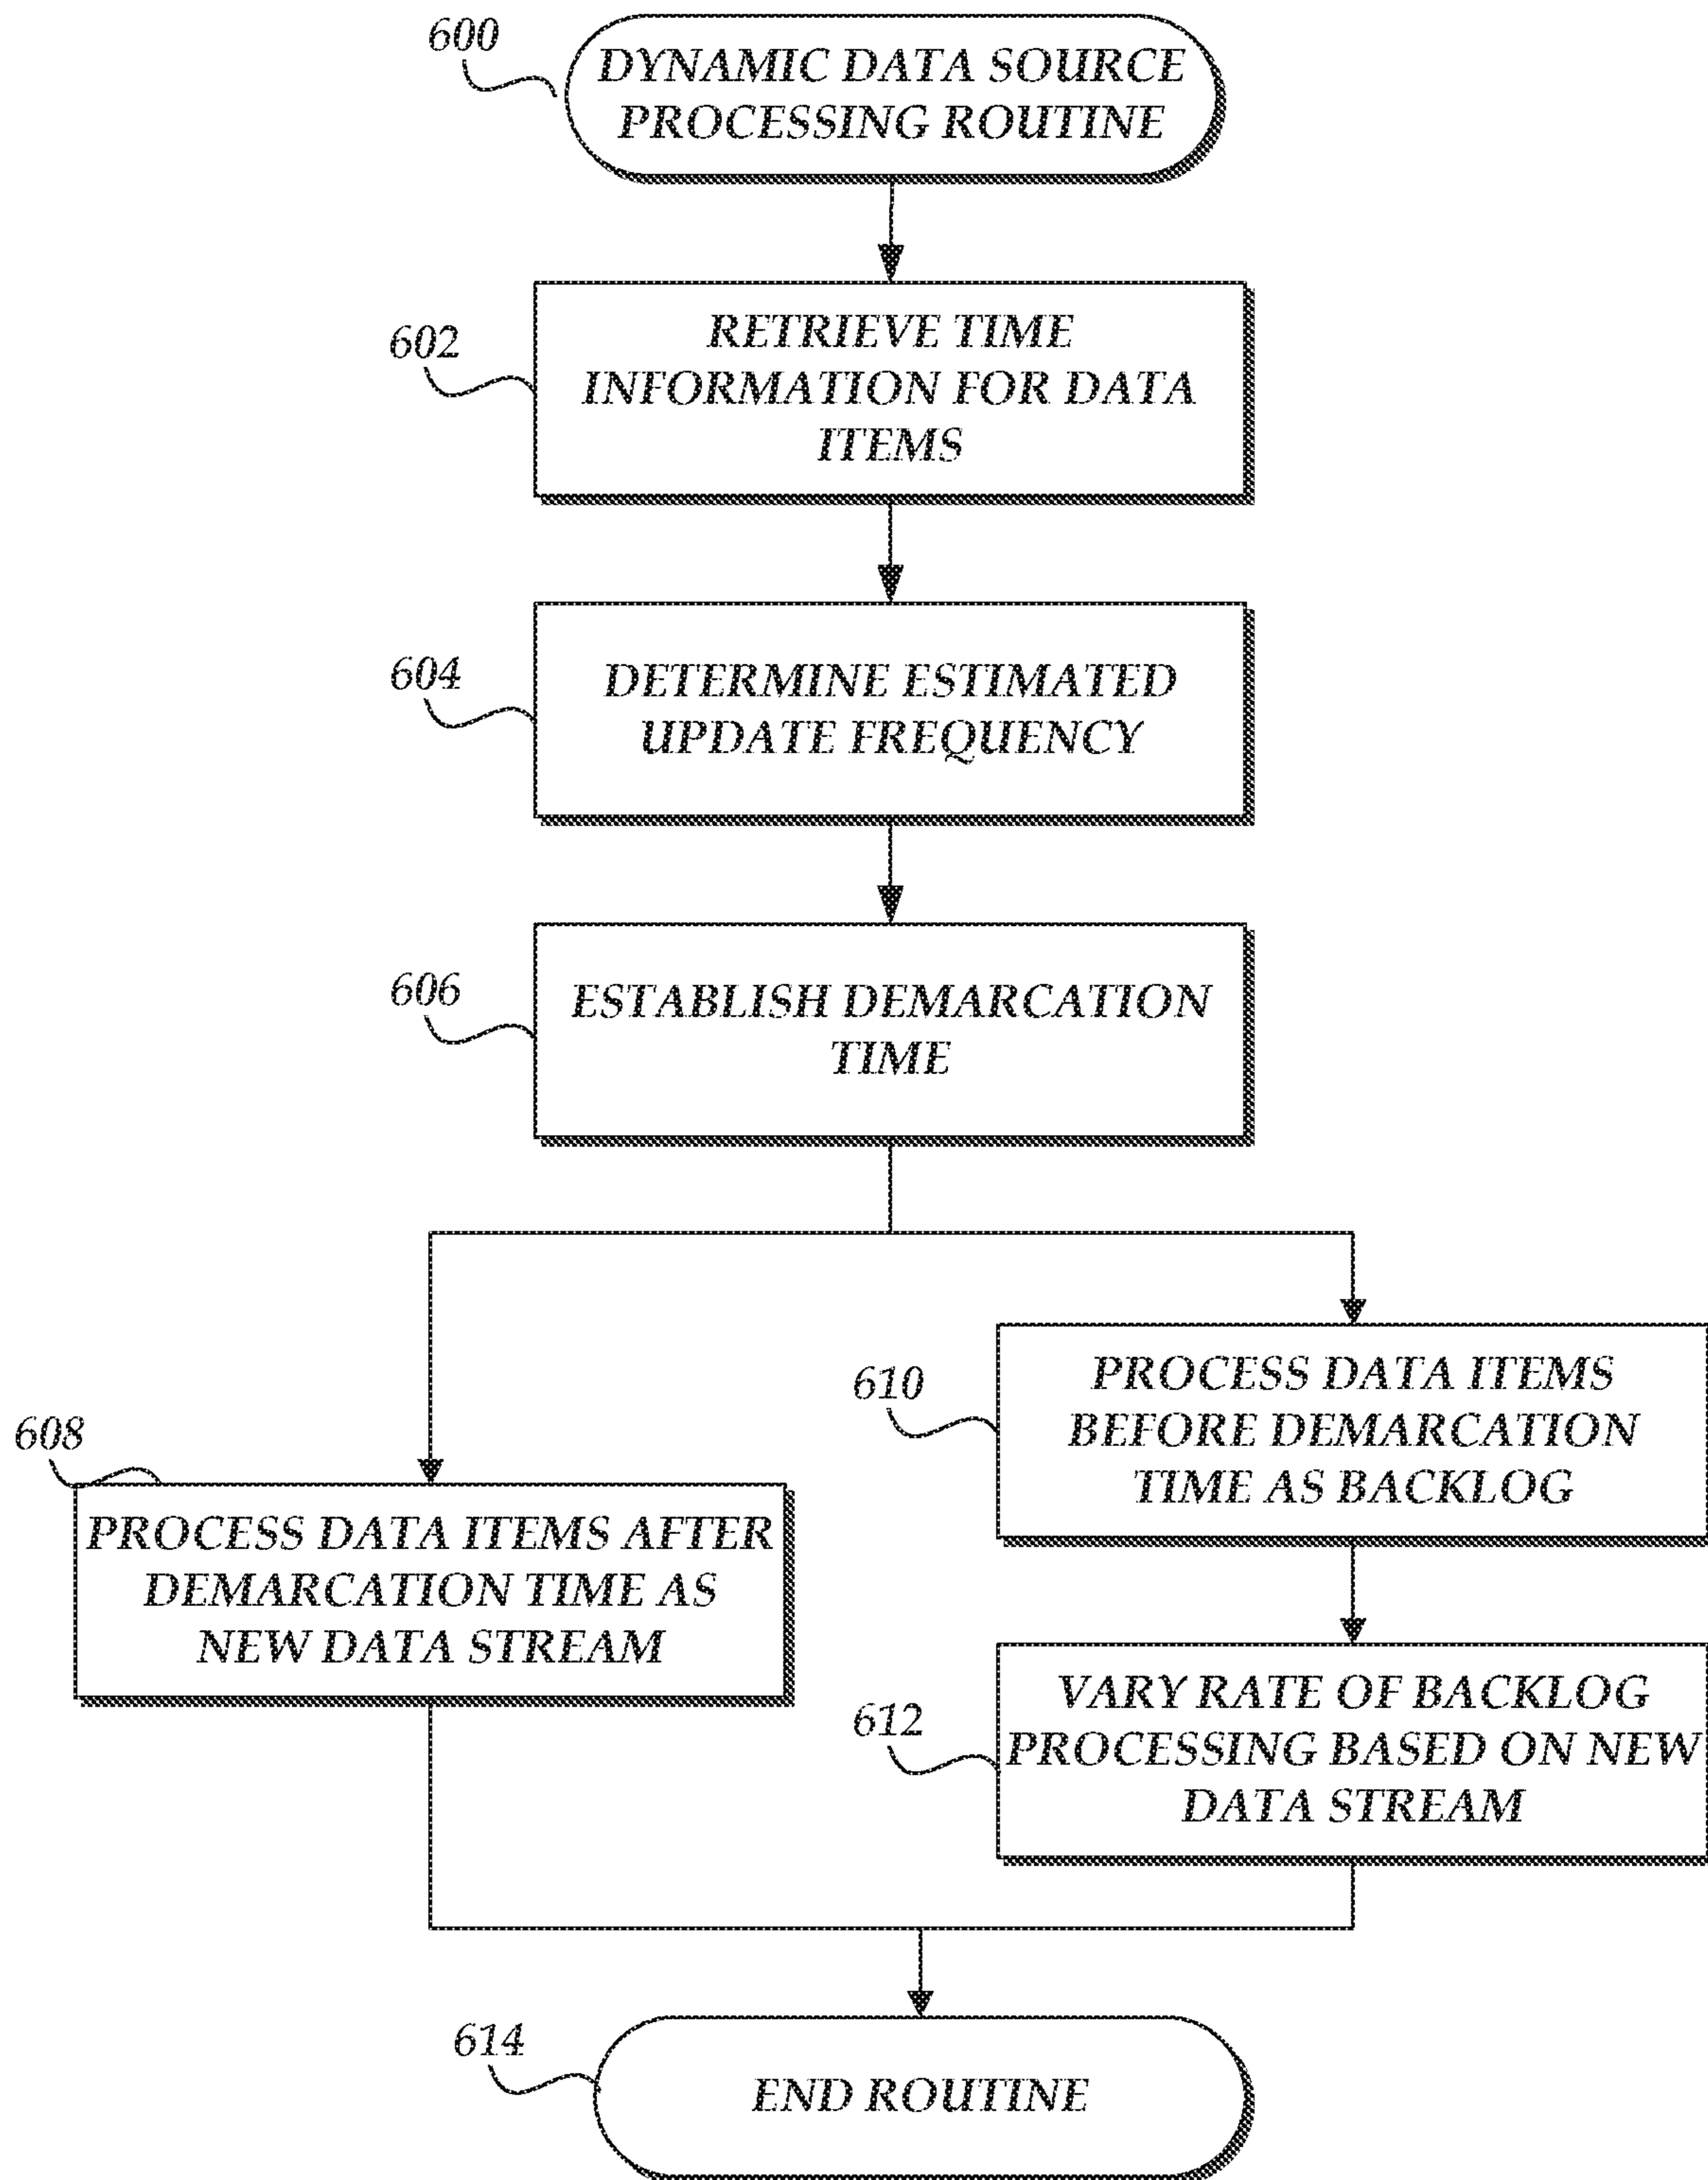 600
DYNAMIC DATA SOURCE
PROCESSING ROUTINE
602
RETRIEVE TIME
INFORMATION FOR DATA
ITEMS
604
DETERMINE ESTIMATED
UPDATE FREQUENCY
606
ESTABLISH DEMARCATION
TIME
608
PROCESS DATA ITEMS AFTER
DEMARCATION TIME AS
NEW DATA STREAM
610
PROCESS DATA ITEMS
BEFORE DEMARCATION
TIME AS BACKLOG
612
VARY RATE OF BACKLOG
PROCESSING BASED ON NEW
DATA STREAM
614
END ROUTINE